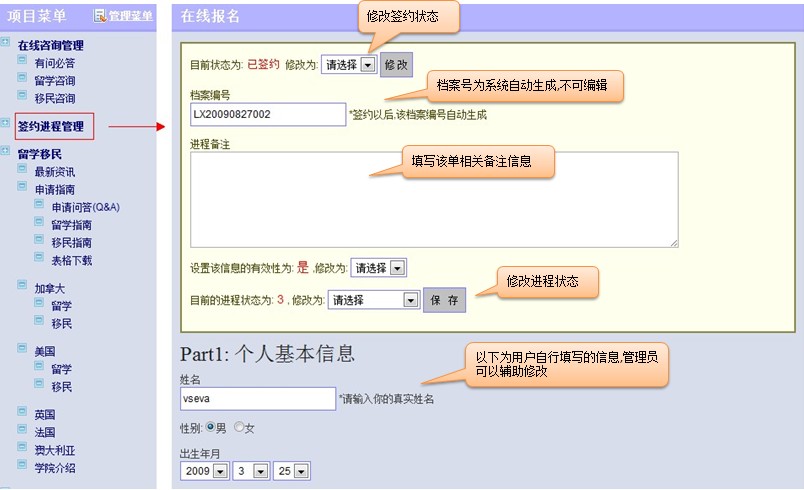 项目菜单 管理菜单
在线咨询管理
有问必答
留学咨询
移民咨询
签约进程管理
留学移民
最新资讯
申请指南
申请问答(Q&A)
留学指南
移民指南
表格下载
加拿大
留学
移民
美国
留学
移民
英国
法国
澳大利亚
学院介绍
在线报名
修改签约状态
目前状态为: 已签约 修改为: 请选择 修改
档案号为系统自动生成,不可编辑
档案编号
LX20090827002 *签约以后,该档案编号自动生成
进程备注
填写该单相关备注信息
设置该信息的有效性为: 是 ,修改为: 请选择
修改进程状态
目前的进程状态为: 3 , 修改为: 请选择 保 存
Part1: 个人基本信息
以下为用户自行填写的信息,管理员
可以辅助修改
姓名
vseva *请输入你的真实姓名
性别: 男 女
出生年月
2009 3 25